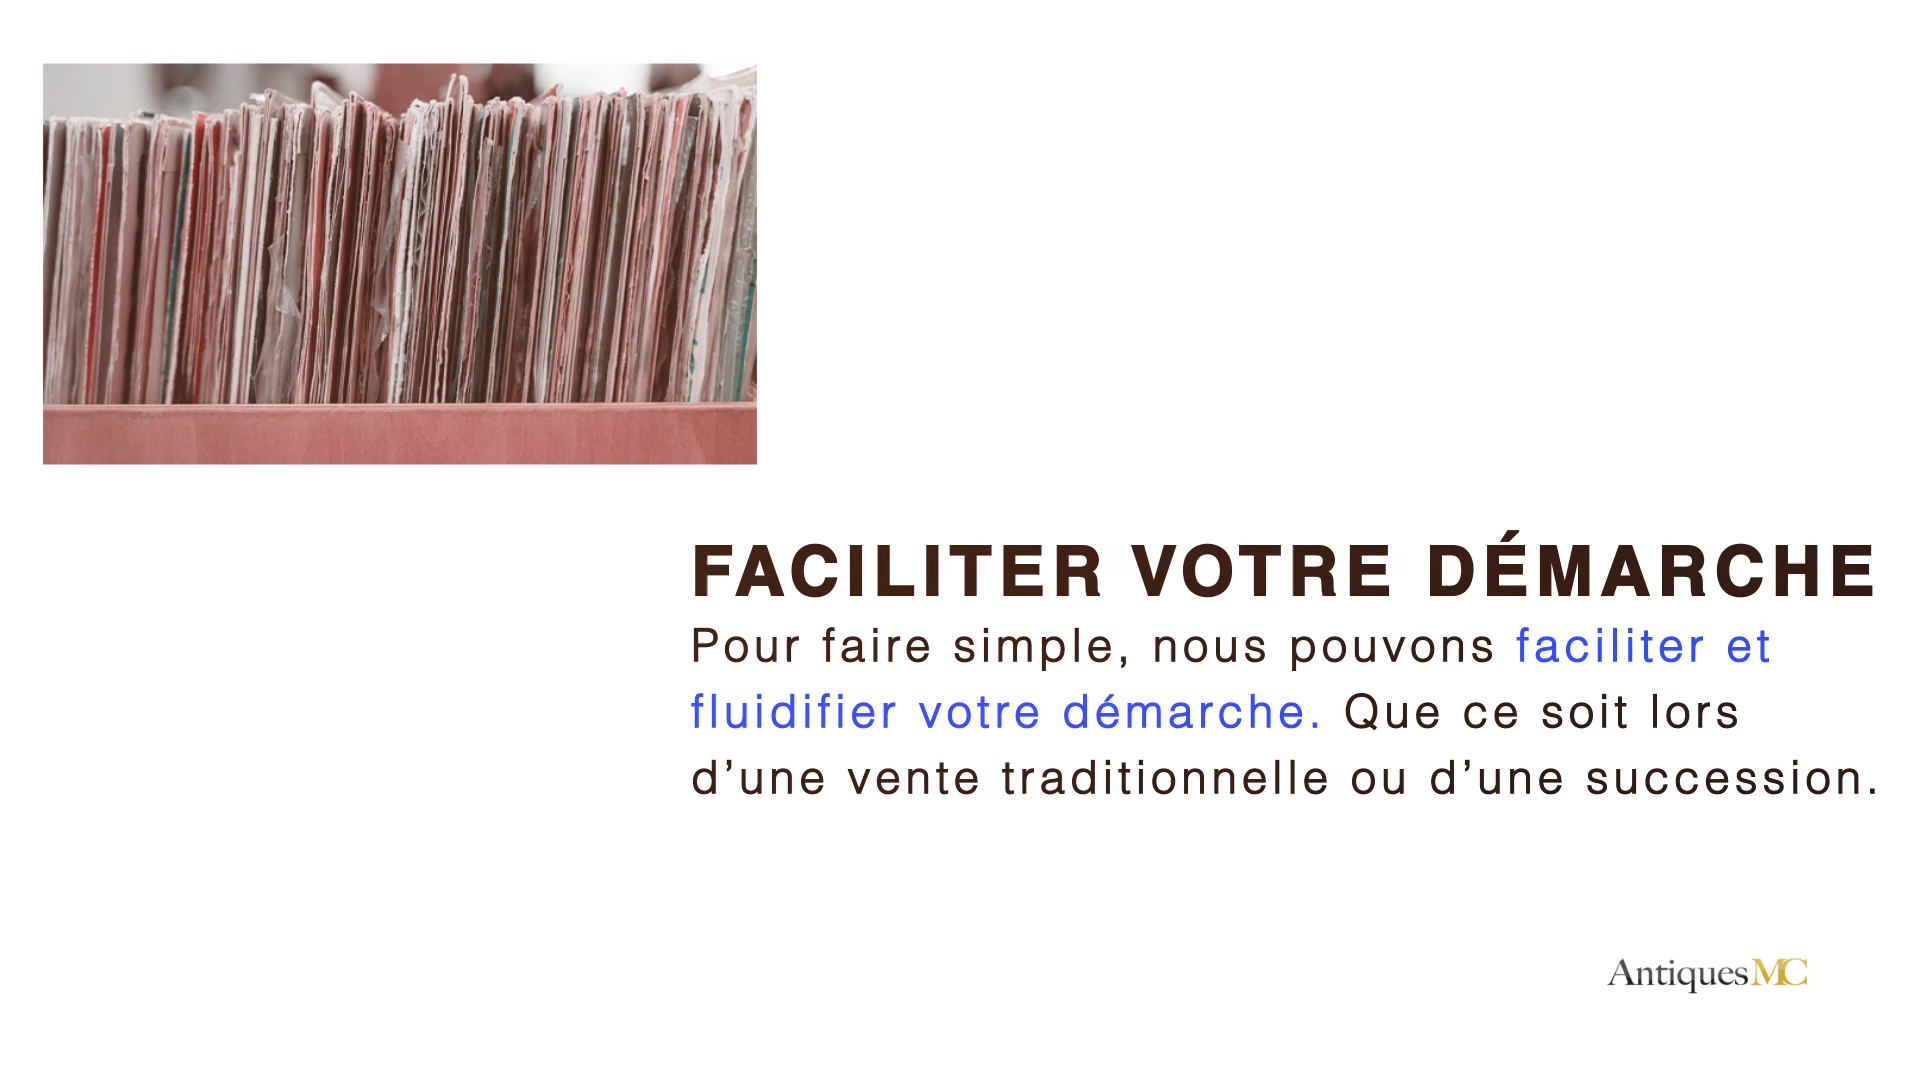 FACILITER VOTRE DÉMARCHE
Pour faire simple, nous pouvons faciliter et
fluidifier votre démarche. Que ce soit lors
d’une vente traditionnelle ou d’une succession.
AntiquesMC